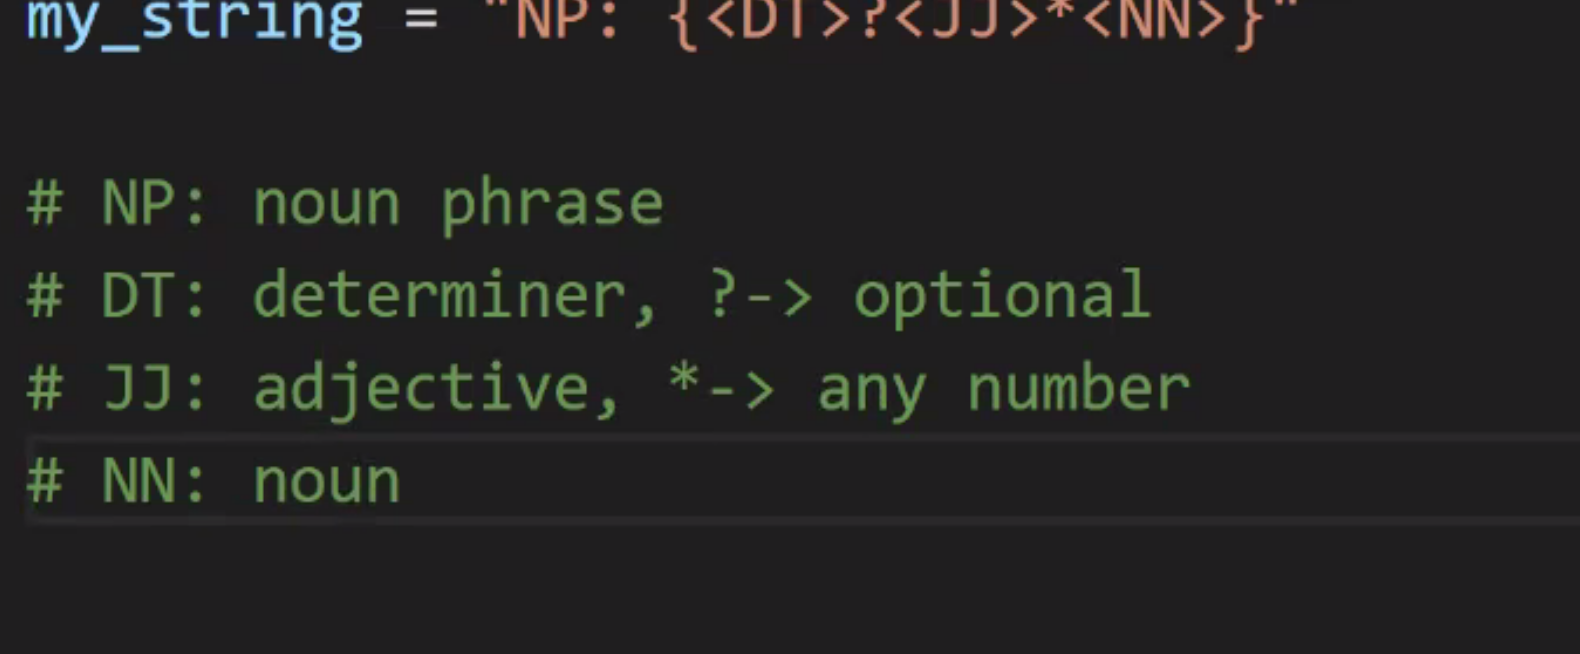 my_string = "NP: {<DT>?<JJ>*<NN>}"
# NP: noun phrase
# DT: determiner, ?-> optional
# JJ: adjective, *-> any number
# NN: noun